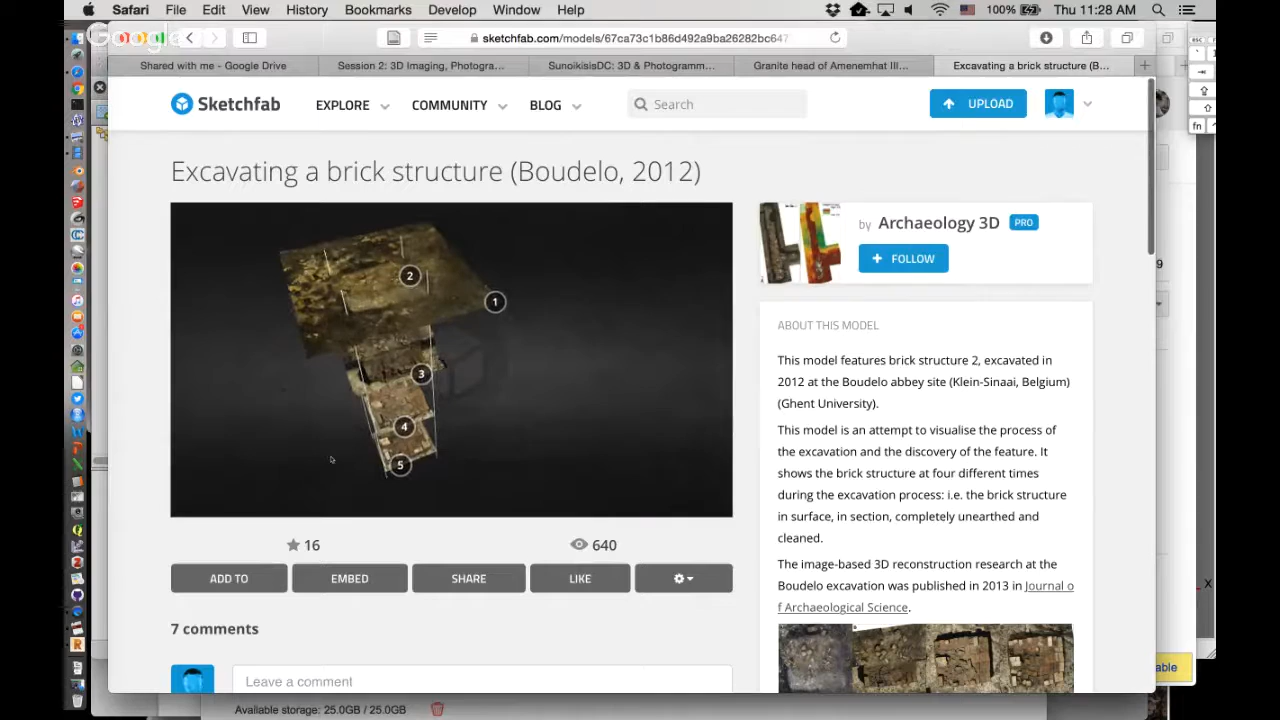 Safari File Edit View History Bookmarks Develop Window Help 100% Thu 11:28 AM
Google
sketchfab.com/models/67ca73c1b86d492a9ba26282bc647
Shared with me - Google Drive
Session 2: 3D Imaging, Photogra...
SunoikisisDC: 3D & Photogramm...
Granite head of Amenemhat III...
Excavating a brick structure (B...
Sketchfab EXPLORE COMMUNITY BLOG Search UPLOAD
fn
Excavating a brick structure (Boudelo, 2012)
1
2
3
4
5
by Archaeology 3D PRO
FOLLOW
ABOUT THIS MODEL
This model features brick structure 2, excavated in
2012 at the Boudelo abbey site (Klein-Sinaai, Belgium)
(Ghent University).
This model is an attempt to visualise the process of
the excavation and the discovery of the feature. It
shows the brick structure at four different times
during the excavation process: i.e. the brick structure
in surface, in section, completely unearthed and
cleaned.
The image-based 3D reconstruction research at the
Boudelo excavation was published in 2013 in Journal o
f Archaeological Science.
16 640
ADD TO EMBED SHARE LIKE
7 comments
Leave a comment
Available storage: 25.0GB / 25.0GB
able
9
X